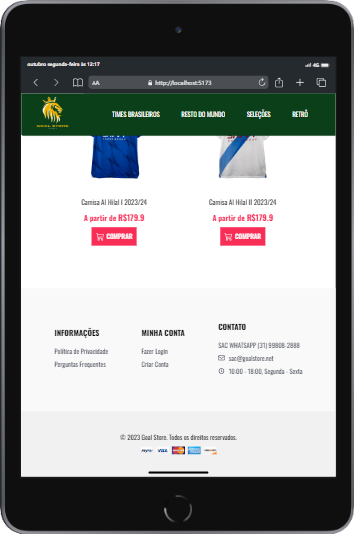 outubro segunda-feira às 12:17
4G
AA
http://localhost:5173
GOAL STORE
TIMES BRASILEIROS
RESTO DO MUNDO
SELEÇÕES
RETRÔ
Camisa Al Hilal I 2023/24
A partir de R$179.9
COMPRAR
Camisa Al Hilal II 2023/24
A partir de R$179.9
COMPRAR
INFORMAÇÕES
Política de Privacidade
Perguntas Frequentes
MINHA CONTA
Fazer Login
Criar Conta
CONTATO
SAC WHATSAPP (31) 99808-2888
sac@goalstore.net
10:00 - 18:00, Segunda - Sexta
© 2023 Goal Store. Todos os direitos reservados.
PayPal VISA